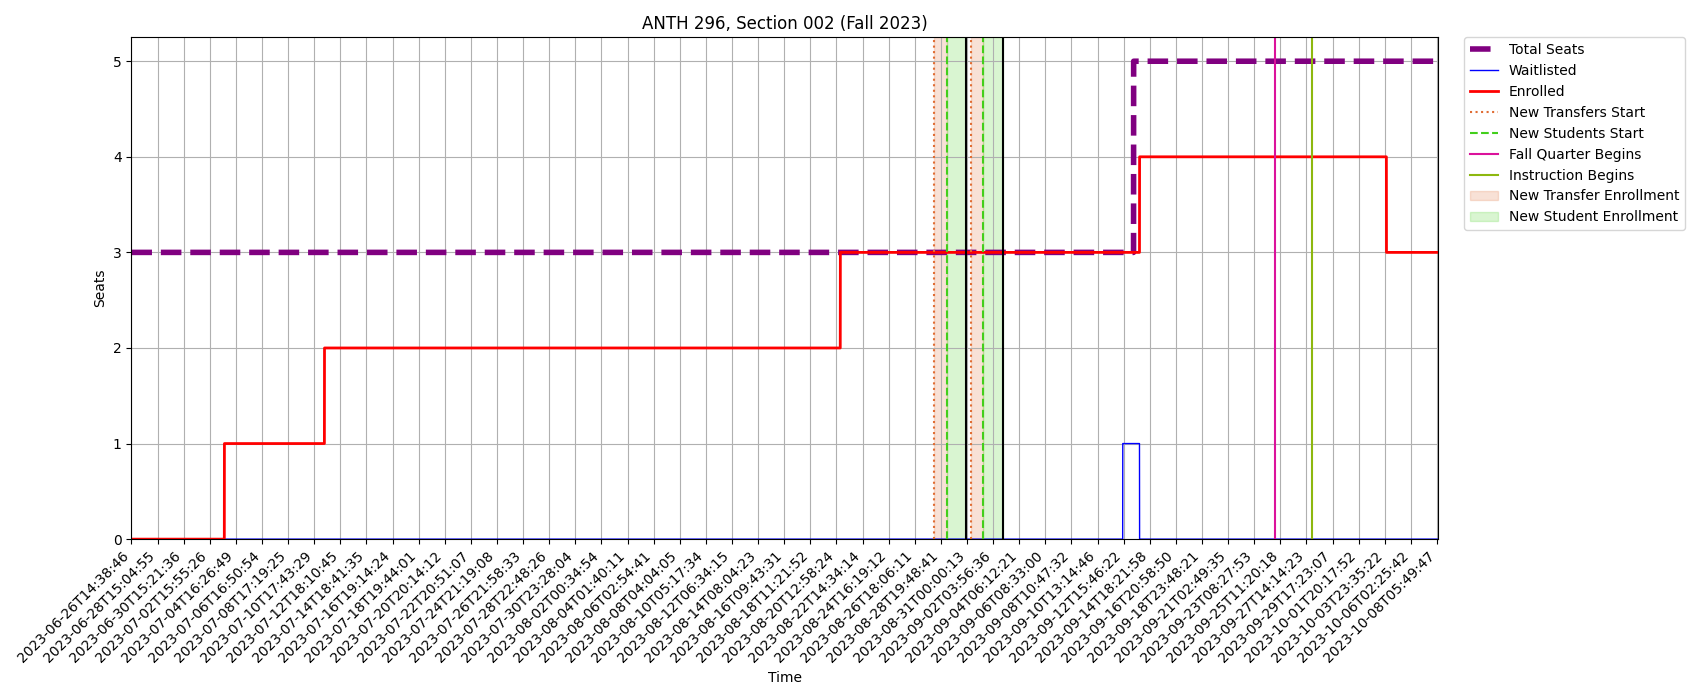 ANTH 296, Section 002 (Fall 2023)
5
4
3
2
1
0
Seats
2023-06-26T14:38:46
2023-06-28T15:04:55
2023-06-30T15:21:36
2023-07-02T15:55:26
2023-07-04T16:26:49
2023-07-06T16:50:54
2023-07-08T17:19:25
2023-07-10T17:43:29
2023-07-12T18:10:45
2023-07-14T18:41:35
2023-07-16T19:14:24
2023-07-18T19:44:01
2023-07-20T20:14:12
2023-07-22T20:51:07
2023-07-24T21:19:08
2023-07-26T21:58:33
2023-07-28T22:48:26
2023-07-30T23:28:04
2023-08-02T00:34:54
2023-08-04T01:40:11
2023-08-06T02:54:41
2023-08-08T04:04:05
2023-08-10T05:17:34
2023-08-12T06:34:15
2023-08-14T08:04:23
2023-08-16T09:43:31
2023-08-18T11:21:52
2023-08-20T12:58:24
2023-08-22T14:34:14
2023-08-24T16:19:12
2023-08-26T18:06:11
2023-08-28T19:48:41
2023-08-31T00:00:13
2023-09-02T03:56:36
2023-09-04T06:12:21
2023-09-06T08:33:00
2023-09-08T10:47:32
2023-09-10T13:14:46
2023-09-12T15:46:22
2023-09-14T18:21:58
2023-09-16T20:58:50
2023-09-18T23:48:21
2023-09-21T02:49:35
2023-09-23T08:27:53
2023-09-25T11:20:18
2023-09-27T14:14:23
2023-09-29T17:23:07
2023-10-01T20:17:52
2023-10-03T23:35:22
2023-10-06T02:25:42
2023-10-08T05:49:47
Time
Total Seats
Waitlisted
Enrolled
New Transfers Start
New Students Start
Fall Quarter Begins
Instruction Begins
New Transfer Enrollment
New Student Enrollment